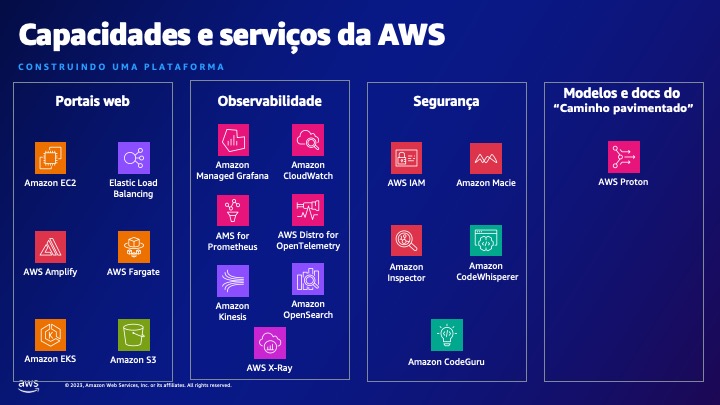 Capacidades e serviços da AWS
CONSTRUINDO UMA PLATAFORMA
Portais web
Amazon EC2
Elastic Load
Balancing
AWS Amplify
AWS Fargate
Amazon EKS
Amazon S3
Observabilidade
Amazon
Managed Grafana
Amazon
CloudWatch
AMS for
Prometheus
AWS Distro for
OpenTelemetry
Amazon
Kinesis
Amazon
OpenSearch
AWS X-Ray
Segurança
AWS IAM
Amazon Macie
Amazon
Inspector
Amazon
CodeWhisperer
Amazon CodeGuru
Modelos e docs do
“Caminho pavimentado”
AWS Proton
aws
© 2023, Amazon Web Services, Inc. or its affiliates. All rights reserved.